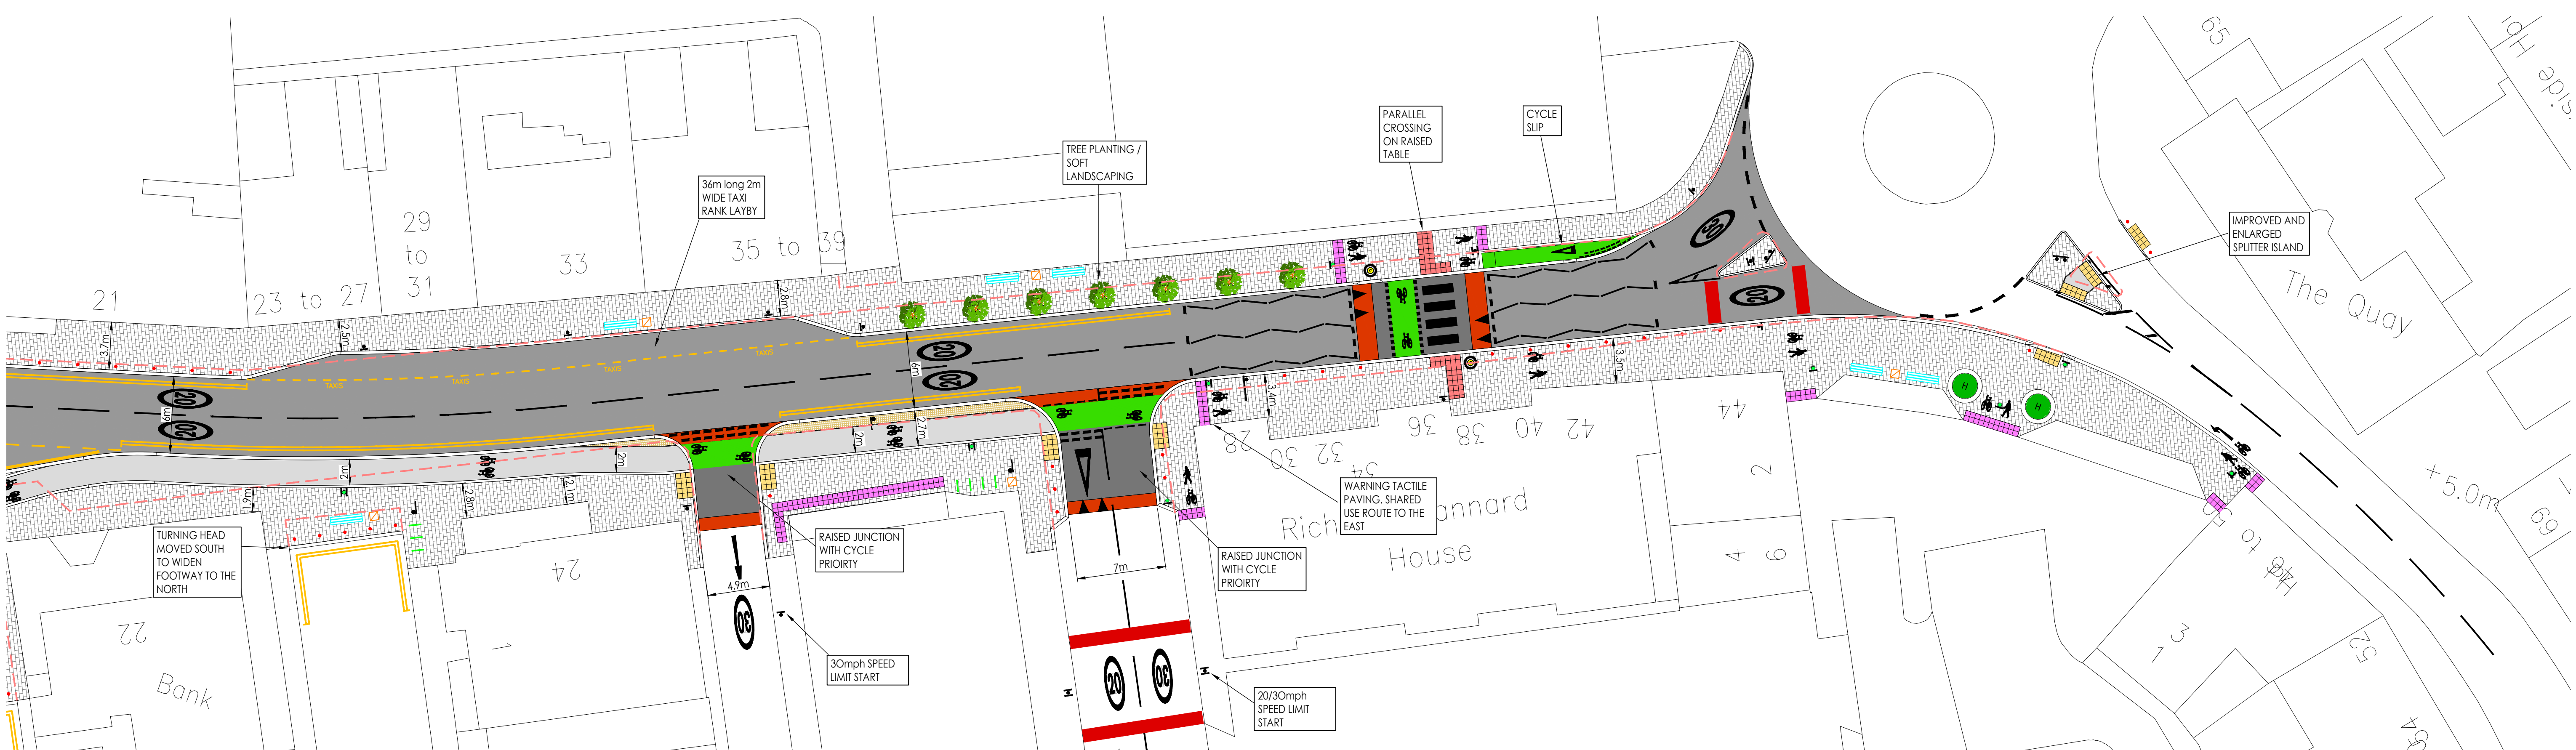 36m long 2m
WIDE TAXI
RANK LAYBY
TREE PLANTING /
SOFT
LANDSCAPING
PARALLEL
CROSSING
ON RAISED
TABLE
CYCLE
SLIP
IMPROVED AND
ENLARGED
SPLITTER ISLAND
TURNING HEAD
MOVED SOUTH
TO WIDEN
FOOTWAY TO THE
NORTH
RAISED JUNCTION
WITH CYCLE
PRIOIRTY
30mph SPEED
LIMIT START
RAISED JUNCTION
WITH CYCLE
PRIOIRTY
20/30mph
SPEED LIMIT
START
WARNING TACTILE
PAVING. SHARED
USE ROUTE TO THE
EAST
21
23 to 27
29
to
31
33
35 to 39
65
The Quay
+5.0m
69
22
Bank
24
1
28
30
32
34
36
38
40
42
44
2
4
6
House
3
1
52
54
3.7m
2.5m
2.8m
6m
6m
2m
1.9m
2.8m
2.1m
2m
2m
2.7m
3.4m
3.5m
4.9m
7m
TAXIS
TAXIS
TAXIS
TAXIS
20
20
20
20
30
20
30
20
30
H
H